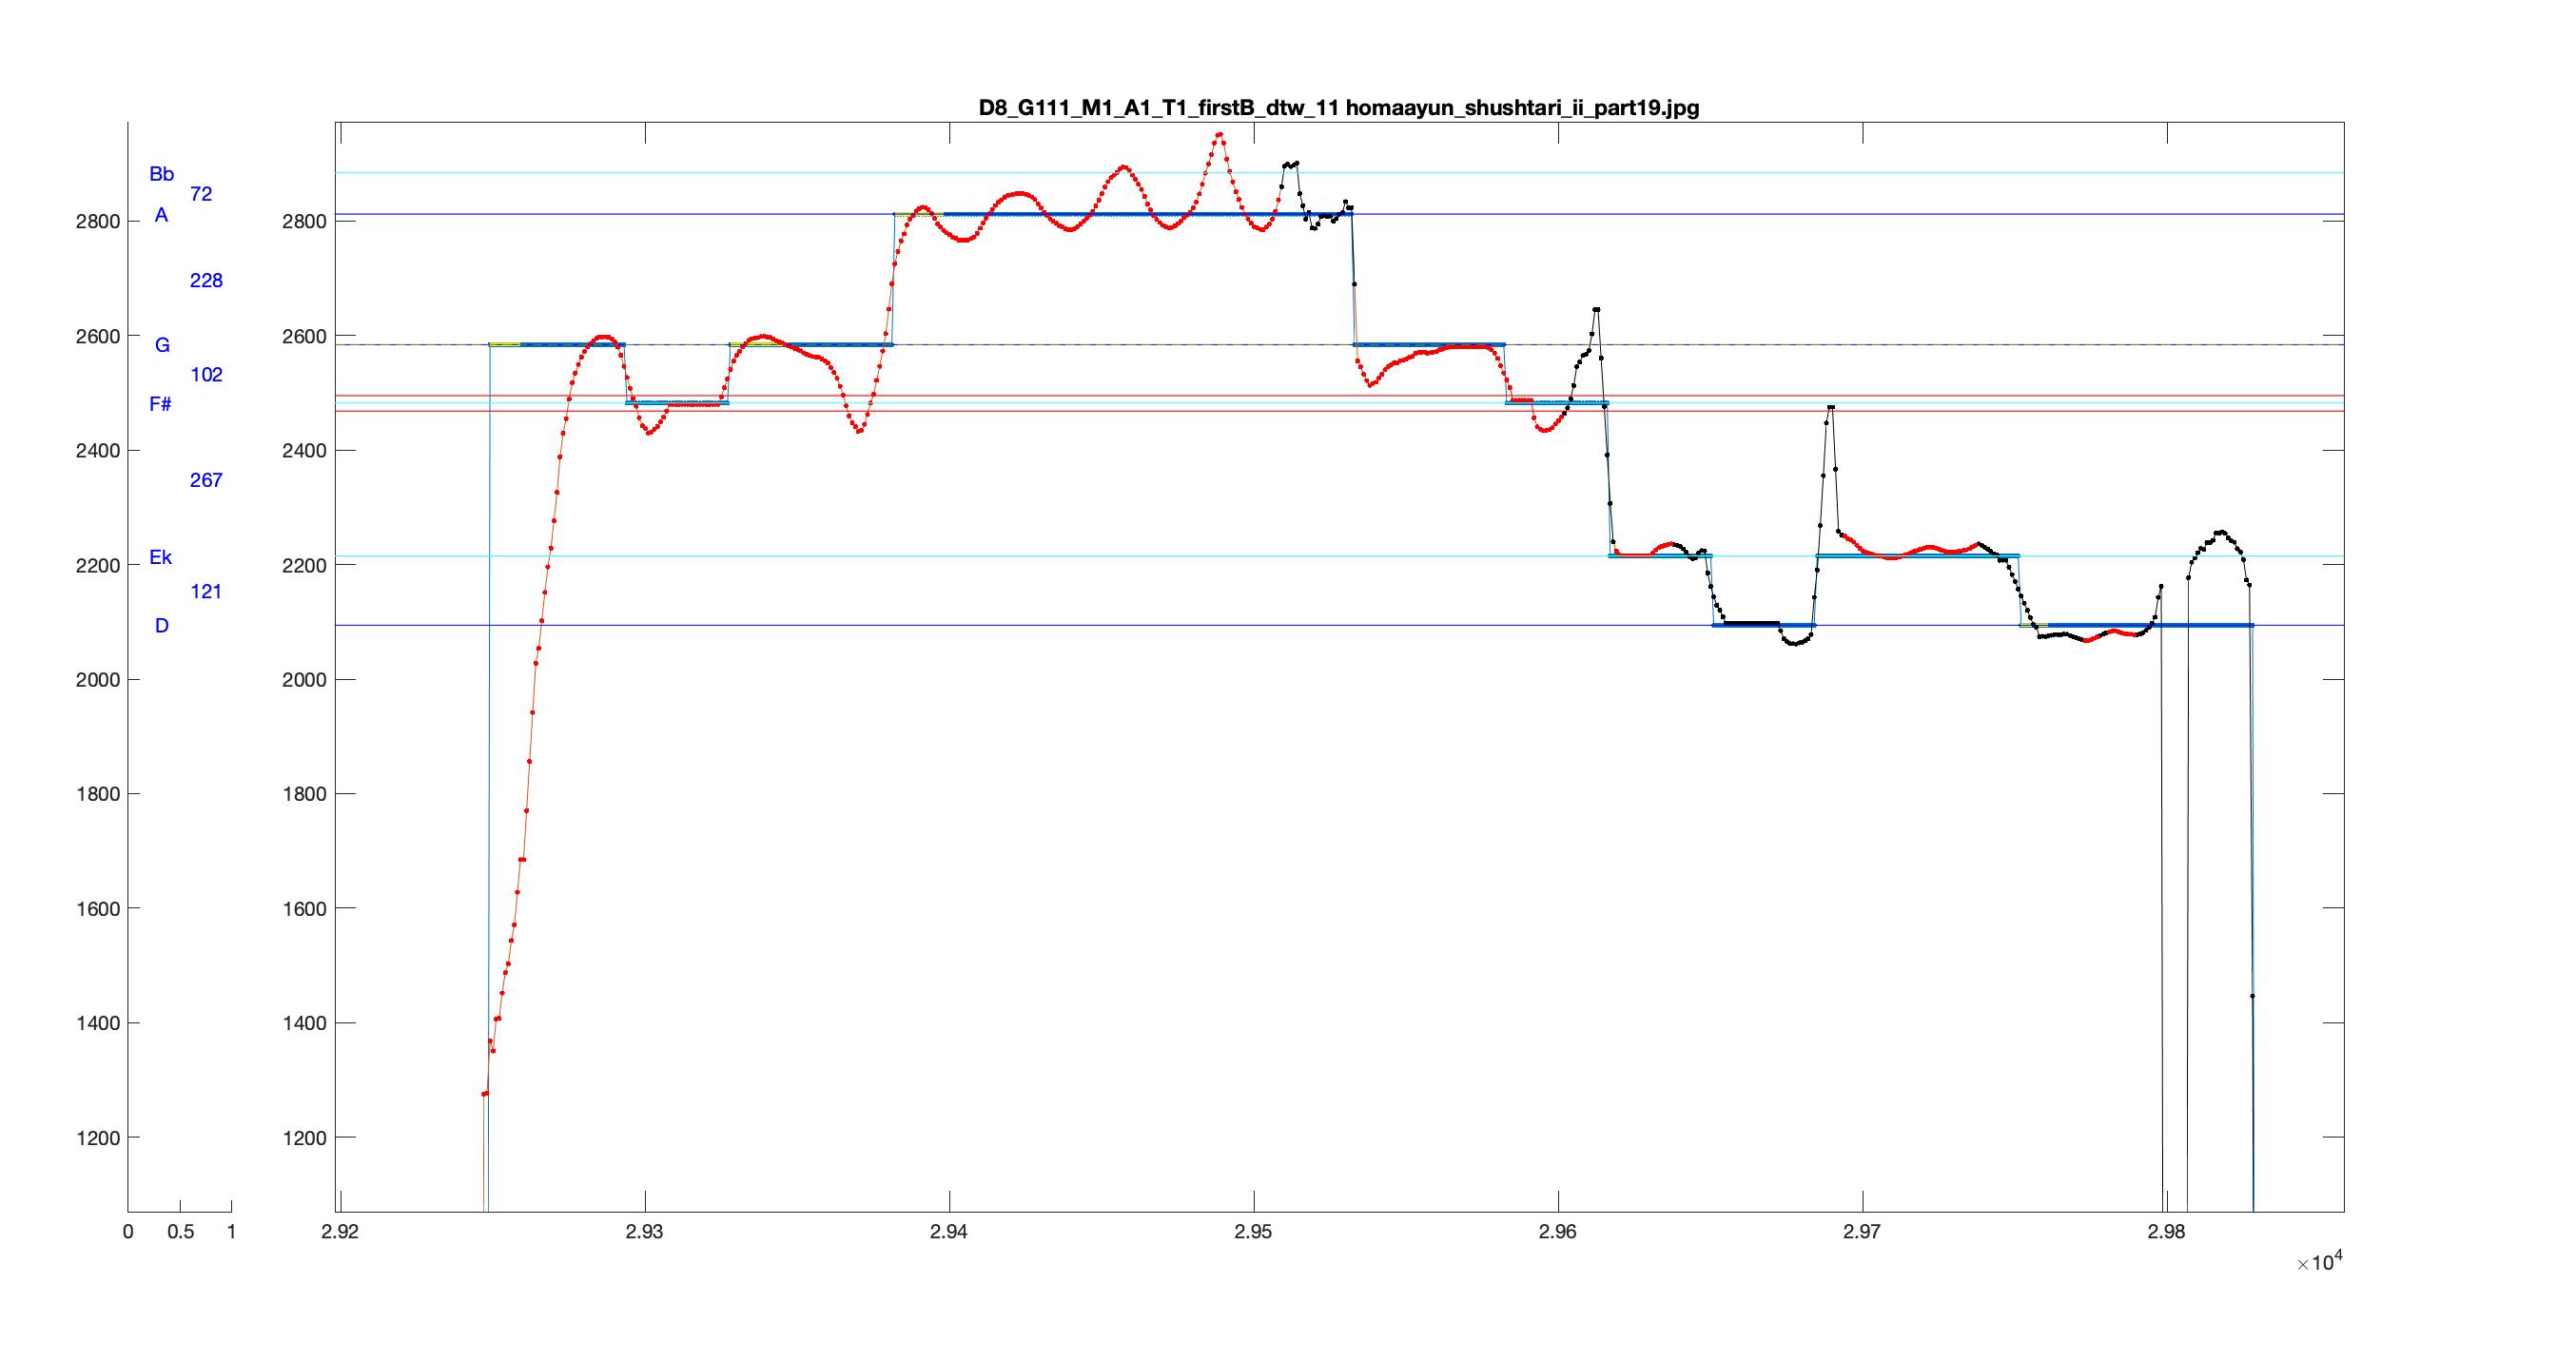 D8_G111_M1_A1_T1_firstB_dtw_11 homaayun_shushtari_ii_part19.jpg
Bb
72
2800 A 2800
228
2600 G 2600
102
F#
2400 2400
267
2200 Ek 2200
121
D
2000 2000
1800 1800
1600 1600
1400 1400
1200 1200
0 0.5 1 2.92 2.93 2.94 2.95 2.96 2.97 2.98
×10⁴